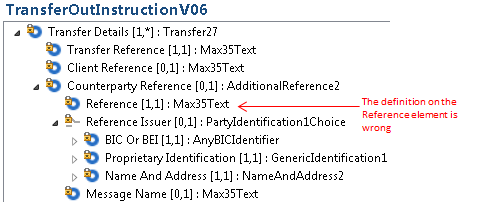 TransferOutInstructionV06
Transfer Details [1,*] : Transfer27
Transfer Reference [1,1] : Max35Text
Client Reference [0,1] : Max35Text
Counterparty Reference [0,1] : AdditionalReference2
Reference [1,1] : Max35Text
The definition on the
Reference element is
wrong
Reference Issuer [0,1] : PartyIdentification1Choice
BIC Or BEI [1,1] : AnyBICIdentifier
Proprietary Identification [1,1] : GenericIdentification1
Name And Address [1,1] : NameAndAddress2
Message Name [0,1] : Max35Text